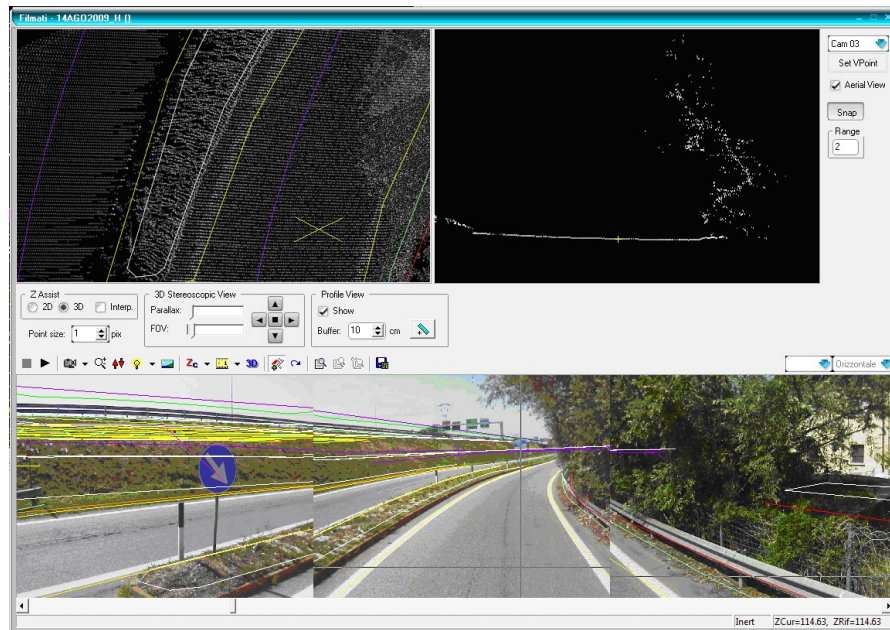 Filmati - 14AGO2009_H ()
Cam 03
Set VPoint
Aerial View
Snap
Range
2
Z Assist
2D
3D
Interp.
Point size:
1
pix
3D Stereoscopic View
Parallax:
FOV:
Profile View
Show
Buffer:
10
cm
Zc
3D
Orizzontale
Inert
ZCur=114.63, ZRif=114.63